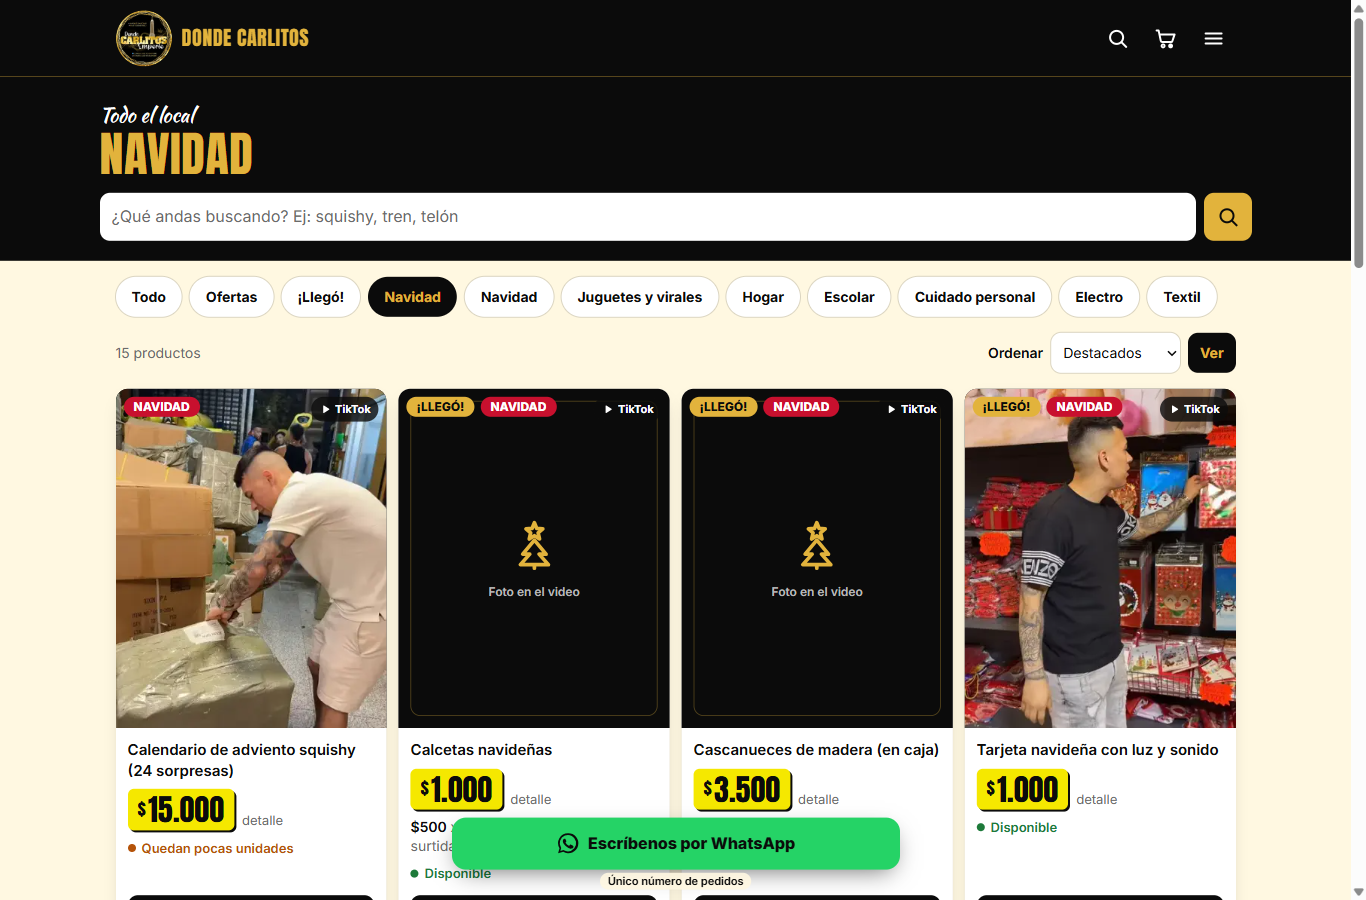 Donde
CARLITOS
Emporio
DONDE CARLITOS
Todo el local
NAVIDAD
¿Qué andas buscando? Ej: squishy, tren, telón
Todo
Ofertas
¡Llegó!
Navidad
Navidad
Juguetes y virales
Hogar
Escolar
Cuidado personal
Electro
Textil
15 productos
Ordenar
Destacados
Ver
NAVIDAD
TikTok
¡LLEGÓ!
NAVIDAD
TikTok
Foto en el video
¡LLEGÓ!
NAVIDAD
TikTok
Foto en el video
¡LLEGÓ!
NAVIDAD
TikTok
KENZO
Calendario de adviento squishy
(24 sorpresas)
$15.000 detalle
Quedan pocas unidades
Calcetas navideñas
$1.000 detalle
$500
surtida
Disponible
Cascanueces de madera (en caja)
$3.500 detalle
Tarjeta navideña con luz y sonido
$1.000 detalle
Disponible
Escríbenos por WhatsApp
Único número de pedidos